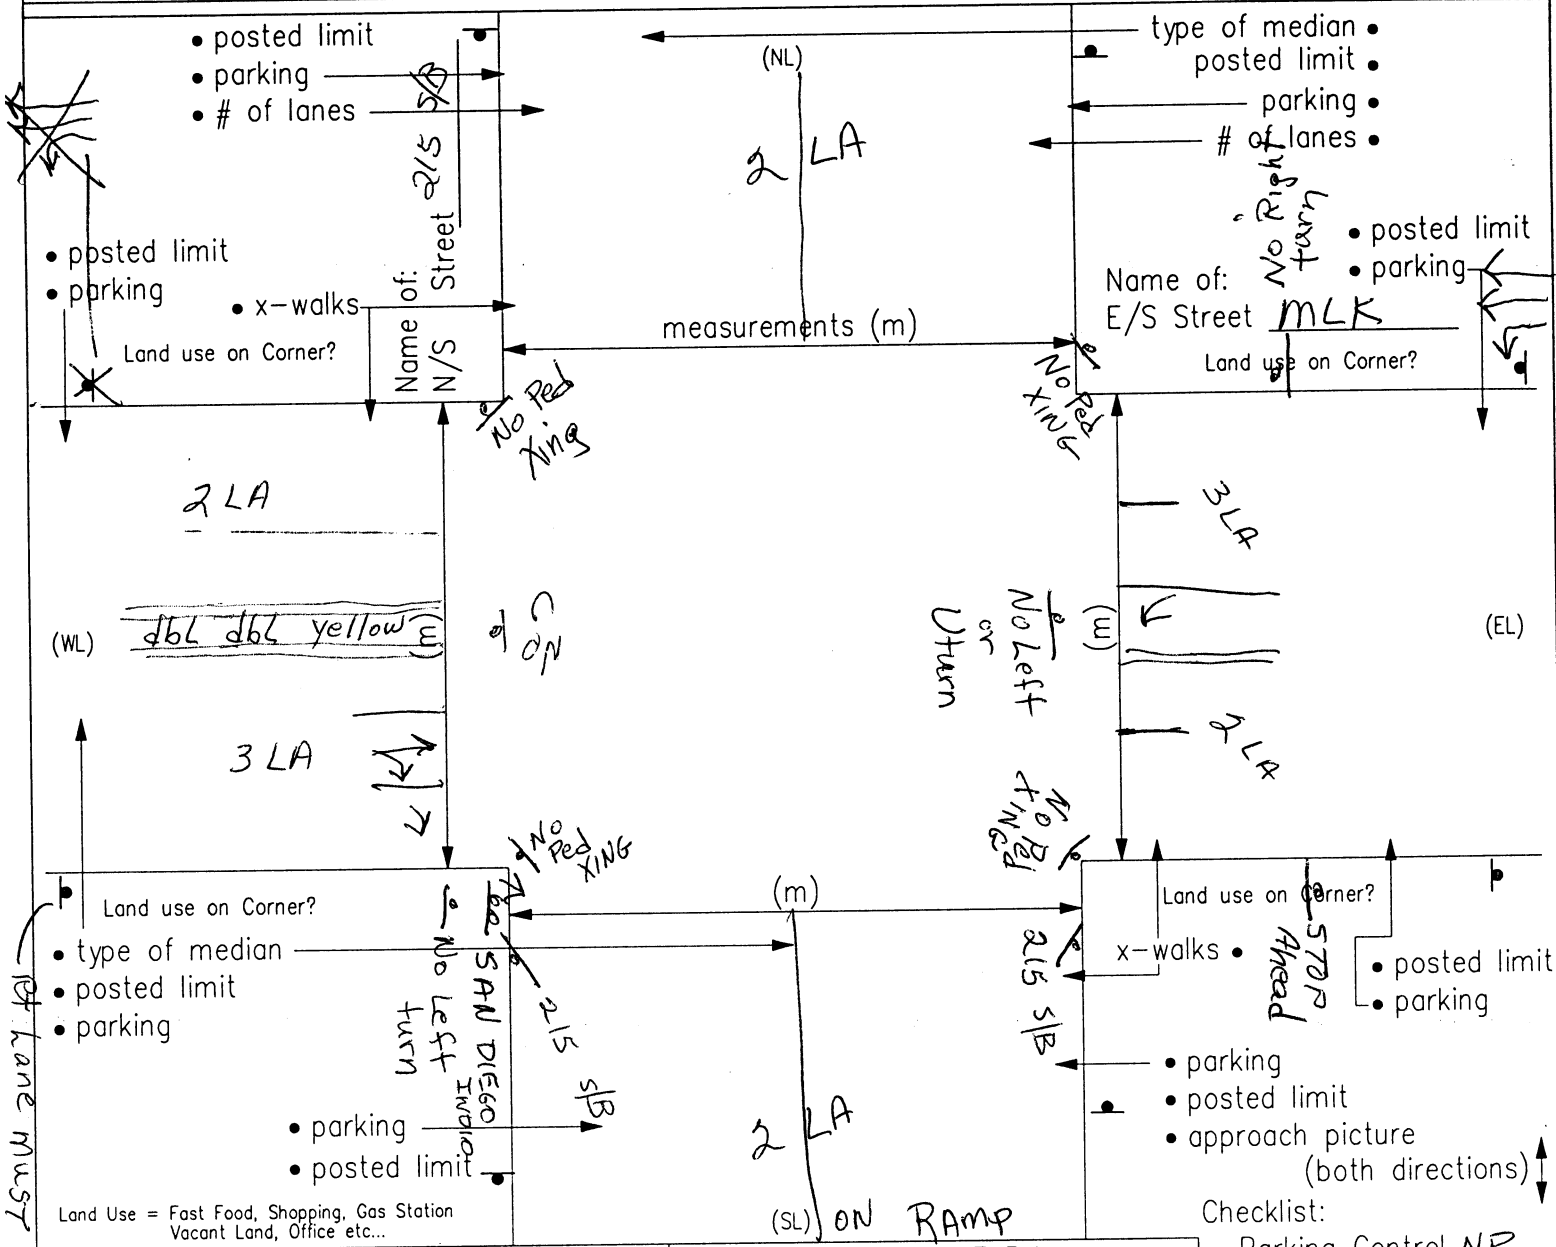 • posted limit
• parking
• # of lanes
(NL)
type of median •
posted limit •
parking •
# of lanes •
2 LA
No Right
turn
• posted limit
• parking
• x-walks
Land use on Corner?
Name of:
N/S Street 215 S/B
measurements (m)
• posted limit
• parking
Name of:
E/S Street MLK
Land use on Corner?
No Ped
Xing
No Ped
XING
2 LA
3 LA
(WL)
dbL dbL yellow
(m)
No
No Left
or
Uturn
(m)
(EL)
3 LA
2 LA
No
Ped
XING
No Ped
XING
Land use on Corner?
• type of median
• posted limit
• parking
Lane must
No Left
turn
60 SAN DIEGO
INDIO
215 S/B
(m)
215 S/B
Land use on Corner?
x-walks •
STOP
Ahead
• posted limit
• parking
• parking
• posted limit
• parking
• posted limit
• approach picture
(both directions)
2 LA
Land Use = Fast Food, Shopping, Gas Station
Vacant Land, Office etc...
(SL) ON RAMP
Checklist:
Parking Control NP